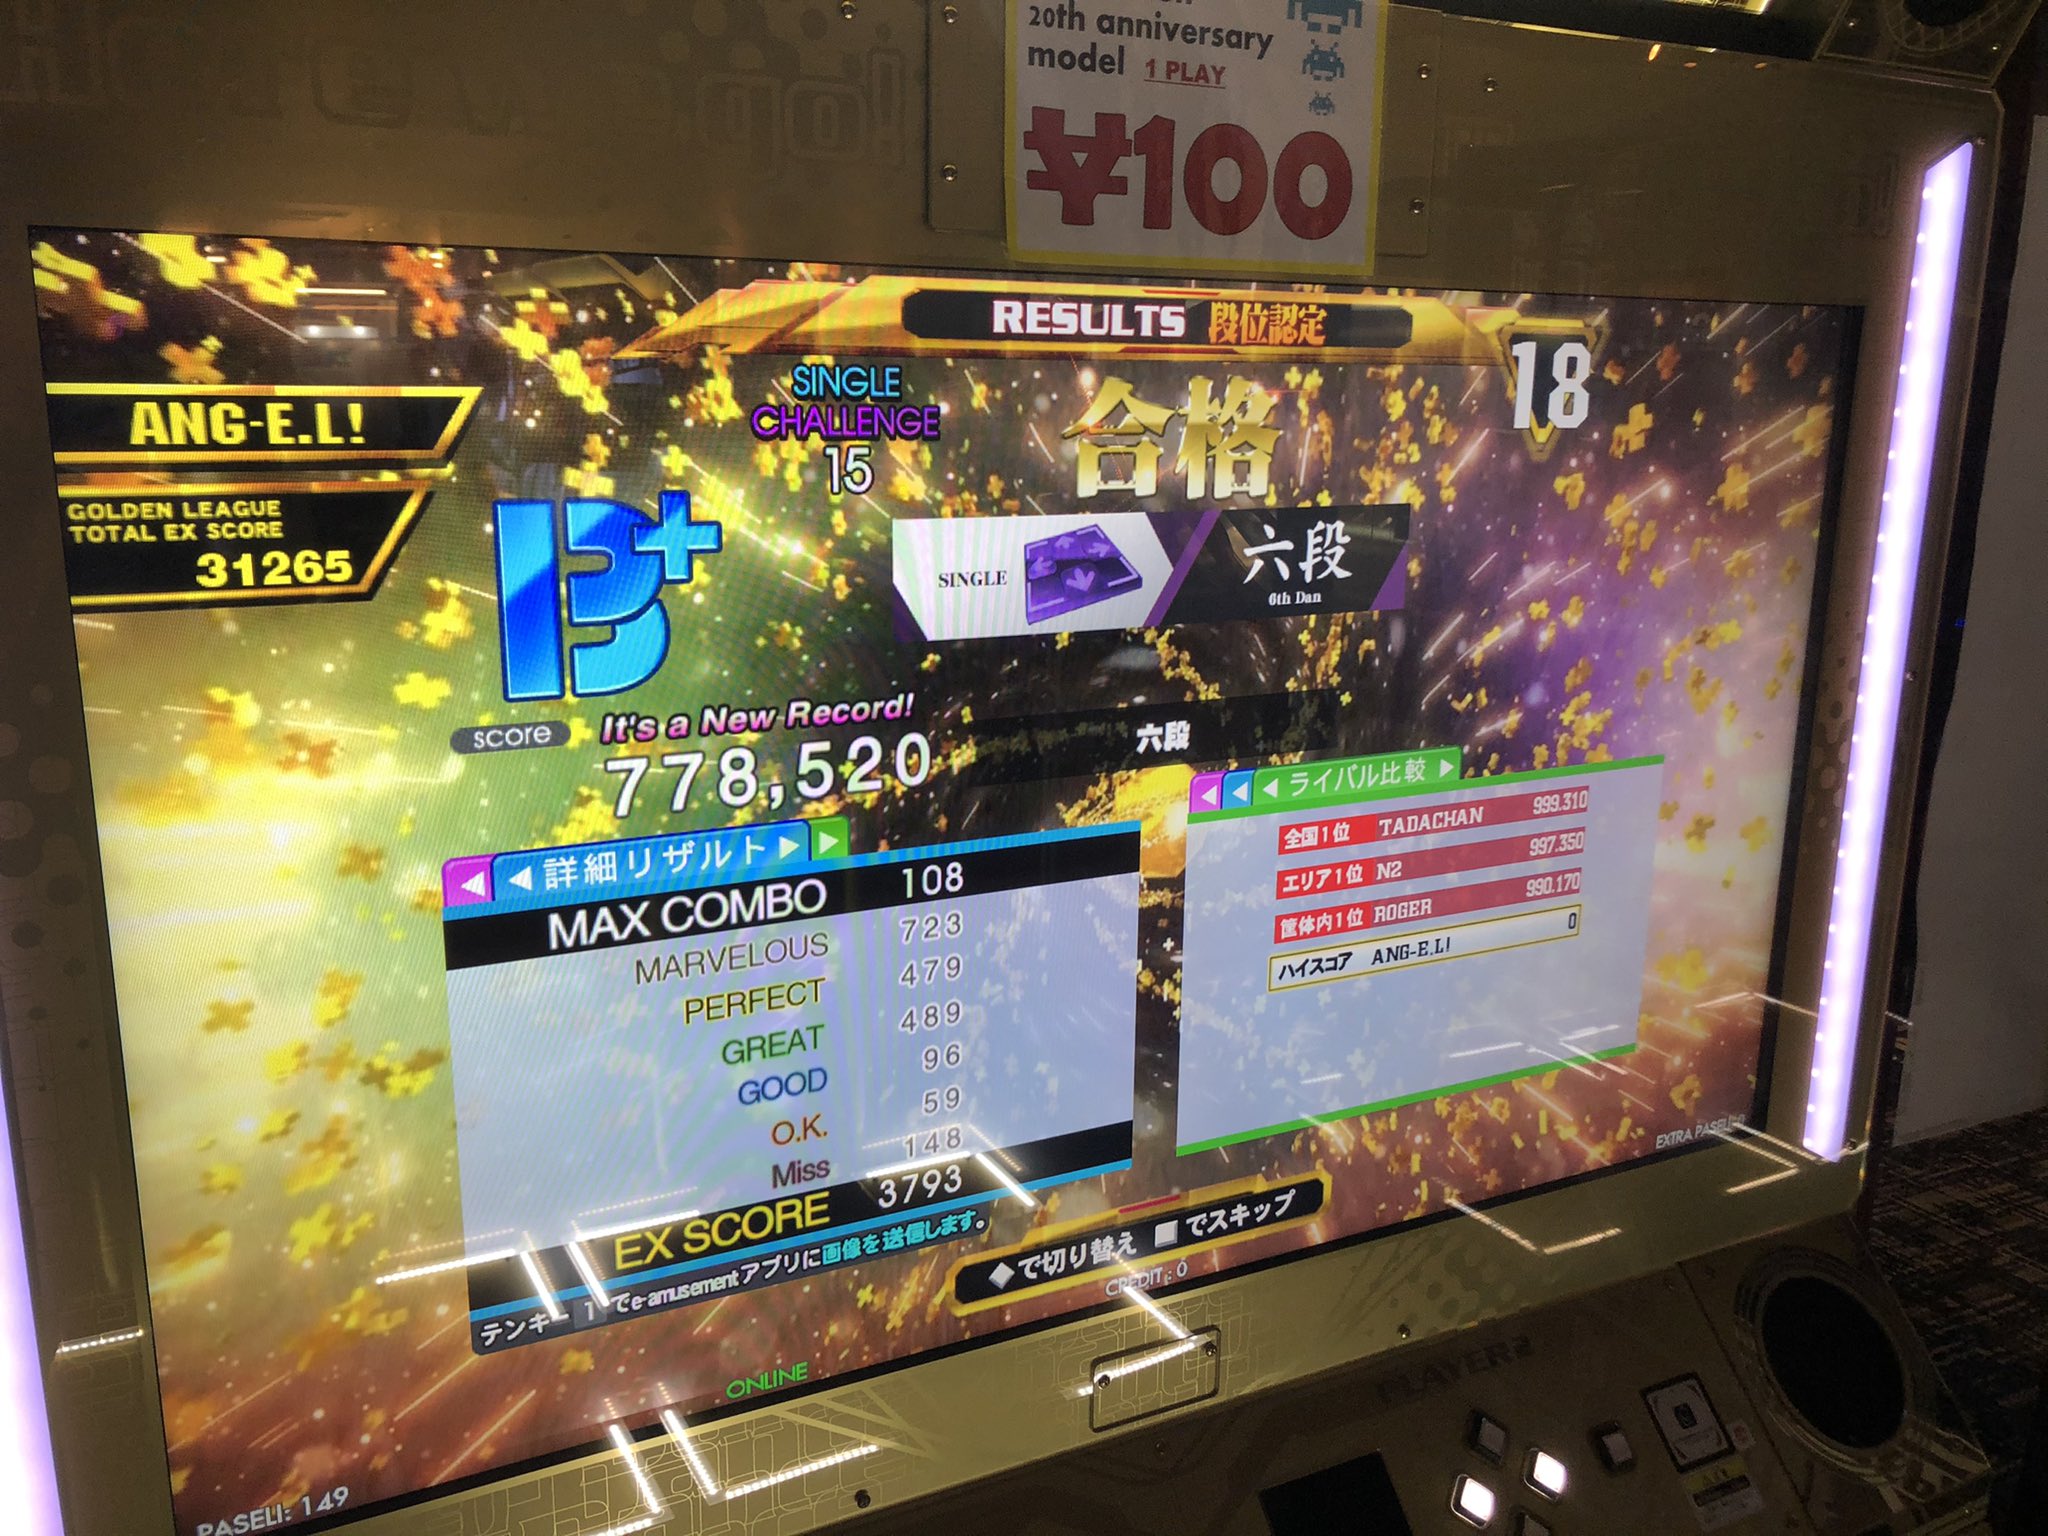 20th anniversary
model 1 PLAY
¥100
RESULTS 段位認定
18
ANG-E.L!
GOLDEN LEAGUE
TOTAL EX SCORE
31265
SINGLE
CHALLENGE
15
合格
B+
SINGLE
六段
6th Dan
score
It's a New Record!
778,520
六段
◀ 詳細リザルト ▶ ▶
MAX COMBO 108
MARVELOUS 723
PERFECT 479
GREAT 489
GOOD 96
O.K. 59
Miss 148
EX SCORE 3793
テンキー 1 でe-amusementアプリに画像を送信します。
◀ ◀ ◀ ライバル比較 ▶
全国1位 TADACHAN 999.310
エリア1位 N2 997.350
筐体内1位 ROGER 990.170
ハイスコア ANG-E.L! 0
EXTRA PASELI: 0
◆で切り替え ■でスキップ
CREDIT : 0
ONLINE
PASELI: 149
PLAYER 2